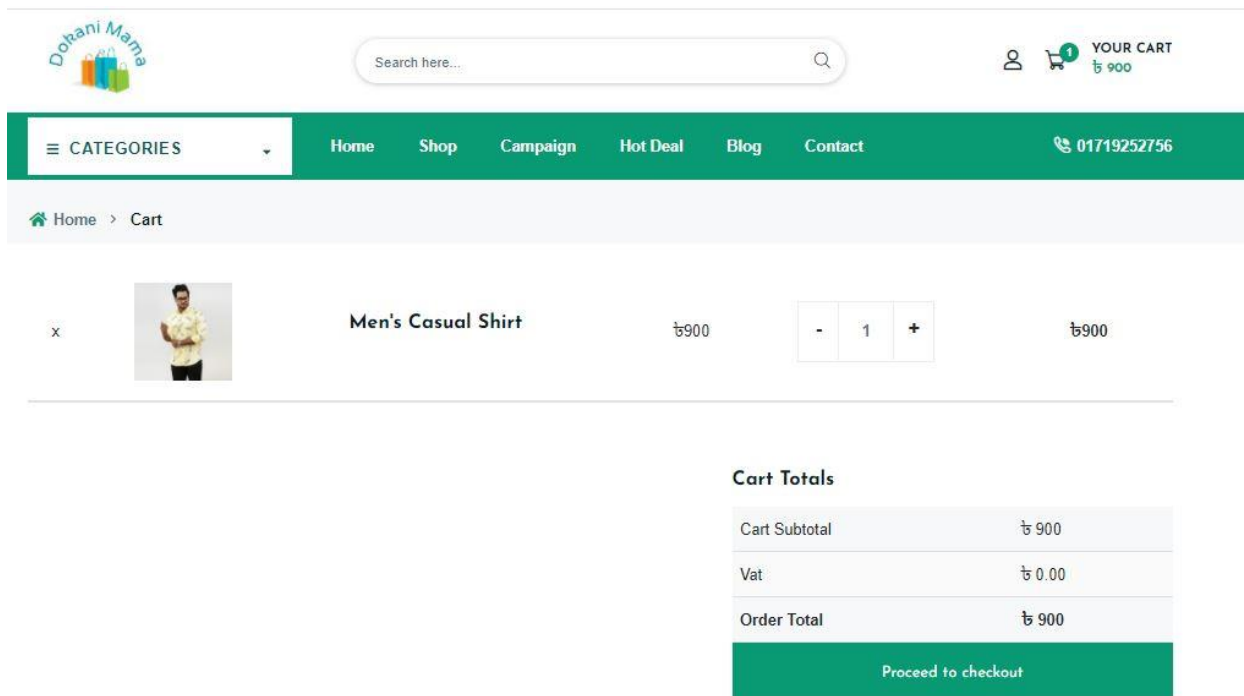 Dokani Mama
Search here...
1
YOUR CART
৳ 900
CATEGORIES
Home Shop Campaign Hot Deal Blog Contact
01719252756
Home > Cart
x Men's Casual Shirt ৳900 - 1 + ৳900
Cart Totals
Cart Subtotal ৳ 900
Vat ৳ 0.00
Order Total ৳ 900
Proceed to checkout